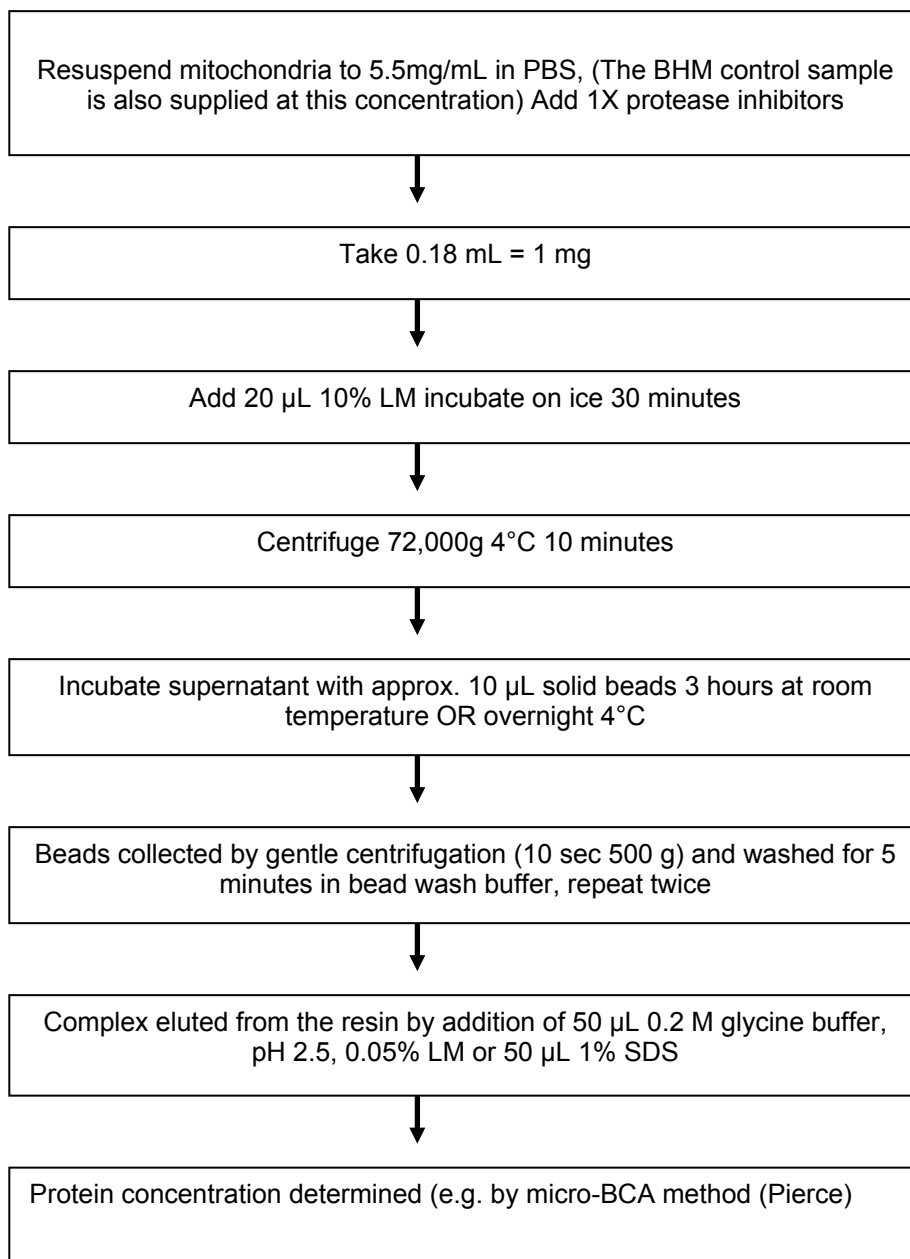 Resuspend mitochondria to 5.5mg/mL in PBS, (The BHM control sample
is also supplied at this concentration) Add 1X protease inhibitors
Take 0.18 mL = 1 mg
Add 20 µL 10% LM incubate on ice 30 minutes
Centrifuge 72,000g 4°C 10 minutes
Incubate supernatant with approx. 10 µL solid beads 3 hours at room
temperature OR overnight 4°C
Beads collected by gentle centrifugation (10 sec 500 g) and washed for 5
minutes in bead wash buffer, repeat twice
Complex eluted from the resin by addition of 50 µL 0.2 M glycine buffer,
pH 2.5, 0.05% LM or 50 µL 1% SDS
Protein concentration determined (e.g. by micro-BCA method (Pierce)